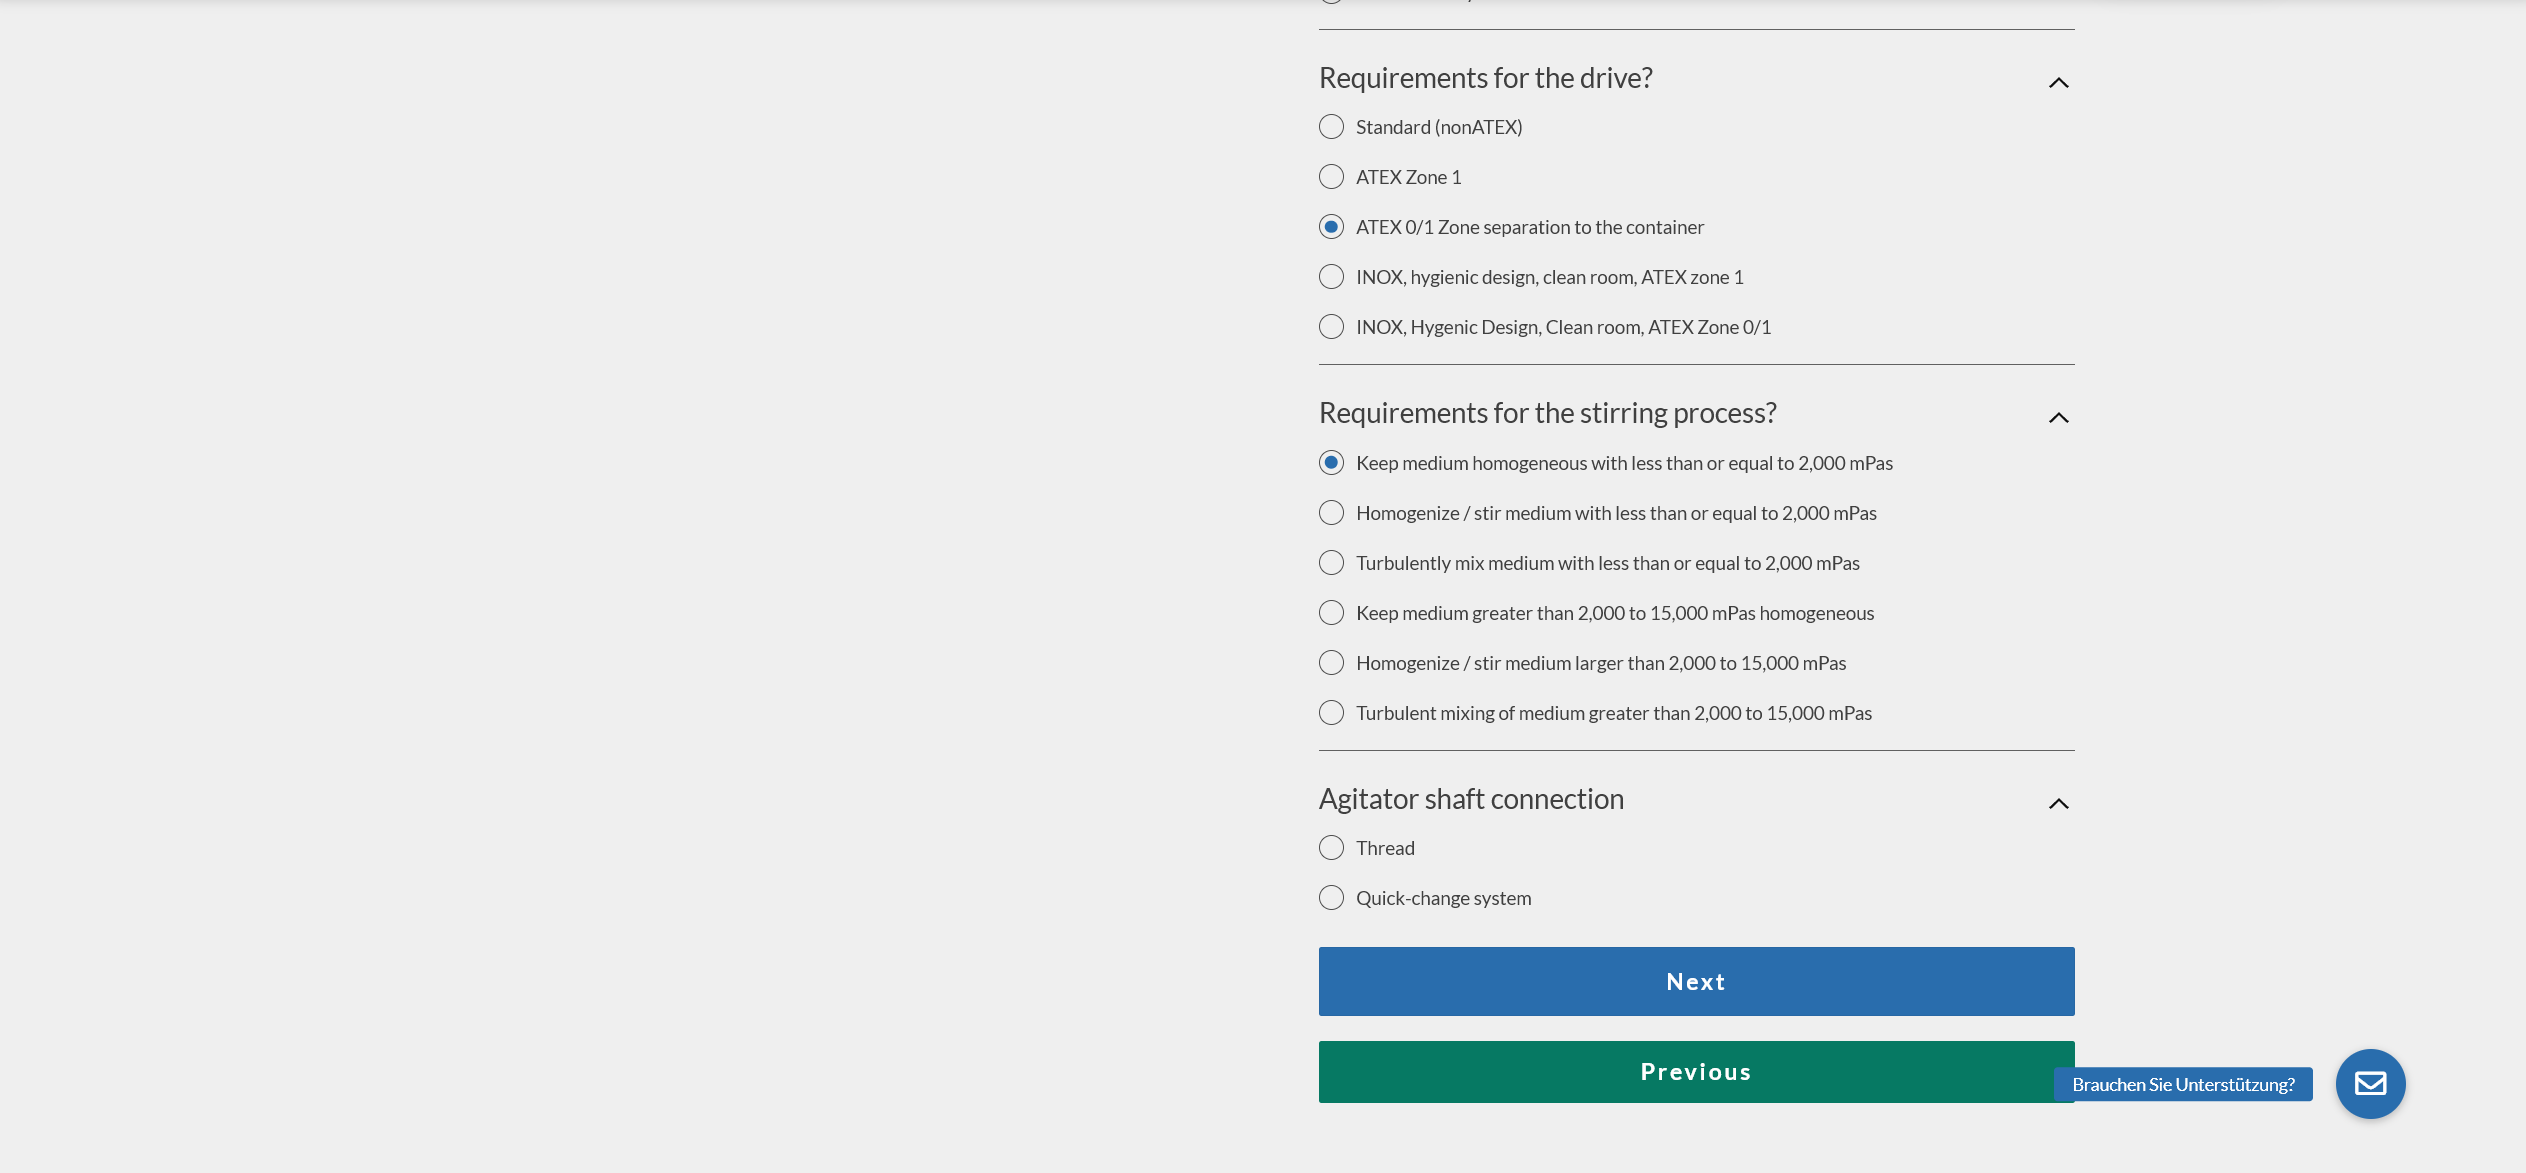 Requirements for the drive?
Standard (nonATEX)
ATEX Zone 1
ATEX 0/1 Zone separation to the container
INOX, hygienic design, clean room, ATEX zone 1
INOX, Hygenic Design, Clean room, ATEX Zone 0/1
Requirements for the stirring process?
Keep medium homogeneous with less than or equal to 2,000 mPas
Homogenize / stir medium with less than or equal to 2,000 mPas
Turbulently mix medium with less than or equal to 2,000 mPas
Keep medium greater than 2,000 to 15,000 mPas homogeneous
Homogenize / stir medium larger than 2,000 to 15,000 mPas
Turbulent mixing of medium greater than 2,000 to 15,000 mPas
Agitator shaft connection
Thread
Quick-change system
Next
Previous
Brauchen Sie Unterstützung?